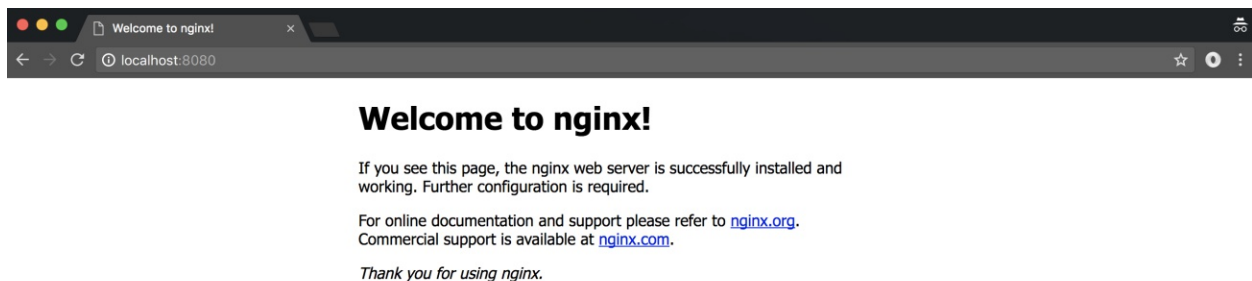 Welcome to nginx!
localhost:8080
Welcome to nginx!
If you see this page, the nginx web server is successfully installed and
working. Further configuration is required.
For online documentation and support please refer to nginx.org.
Commercial support is available at nginx.com.
Thank you for using nginx.